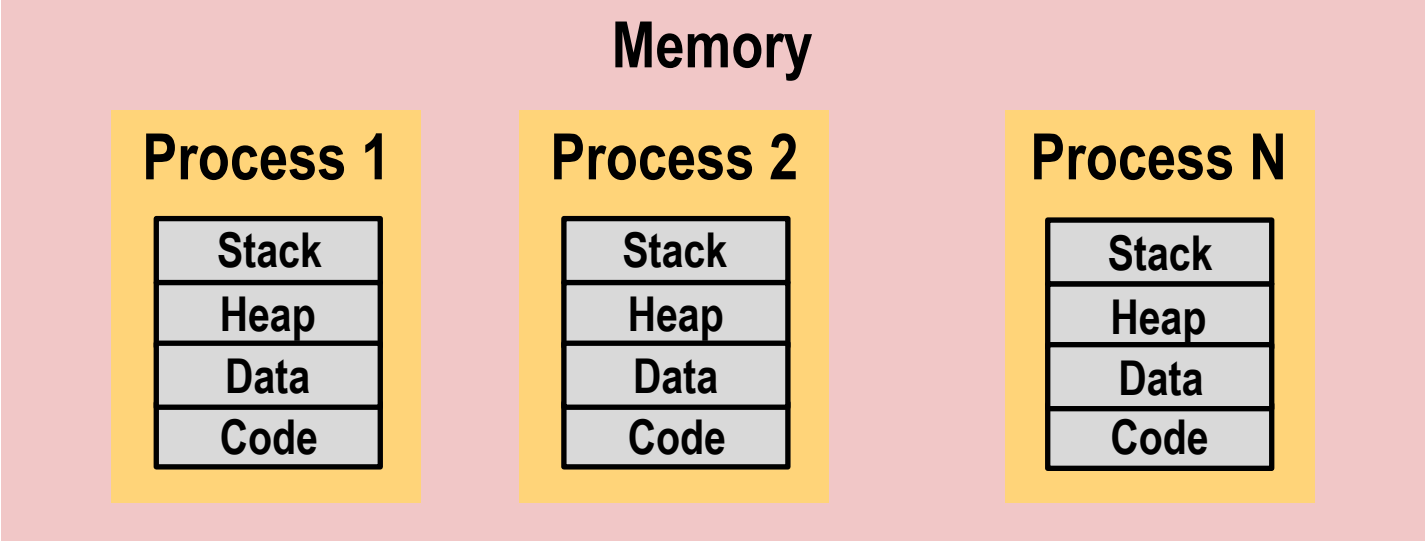 Memory
Process 1
Stack
Heap
Data
Code
Process 2
Stack
Heap
Data
Code
Process N
Stack
Heap
Data
Code